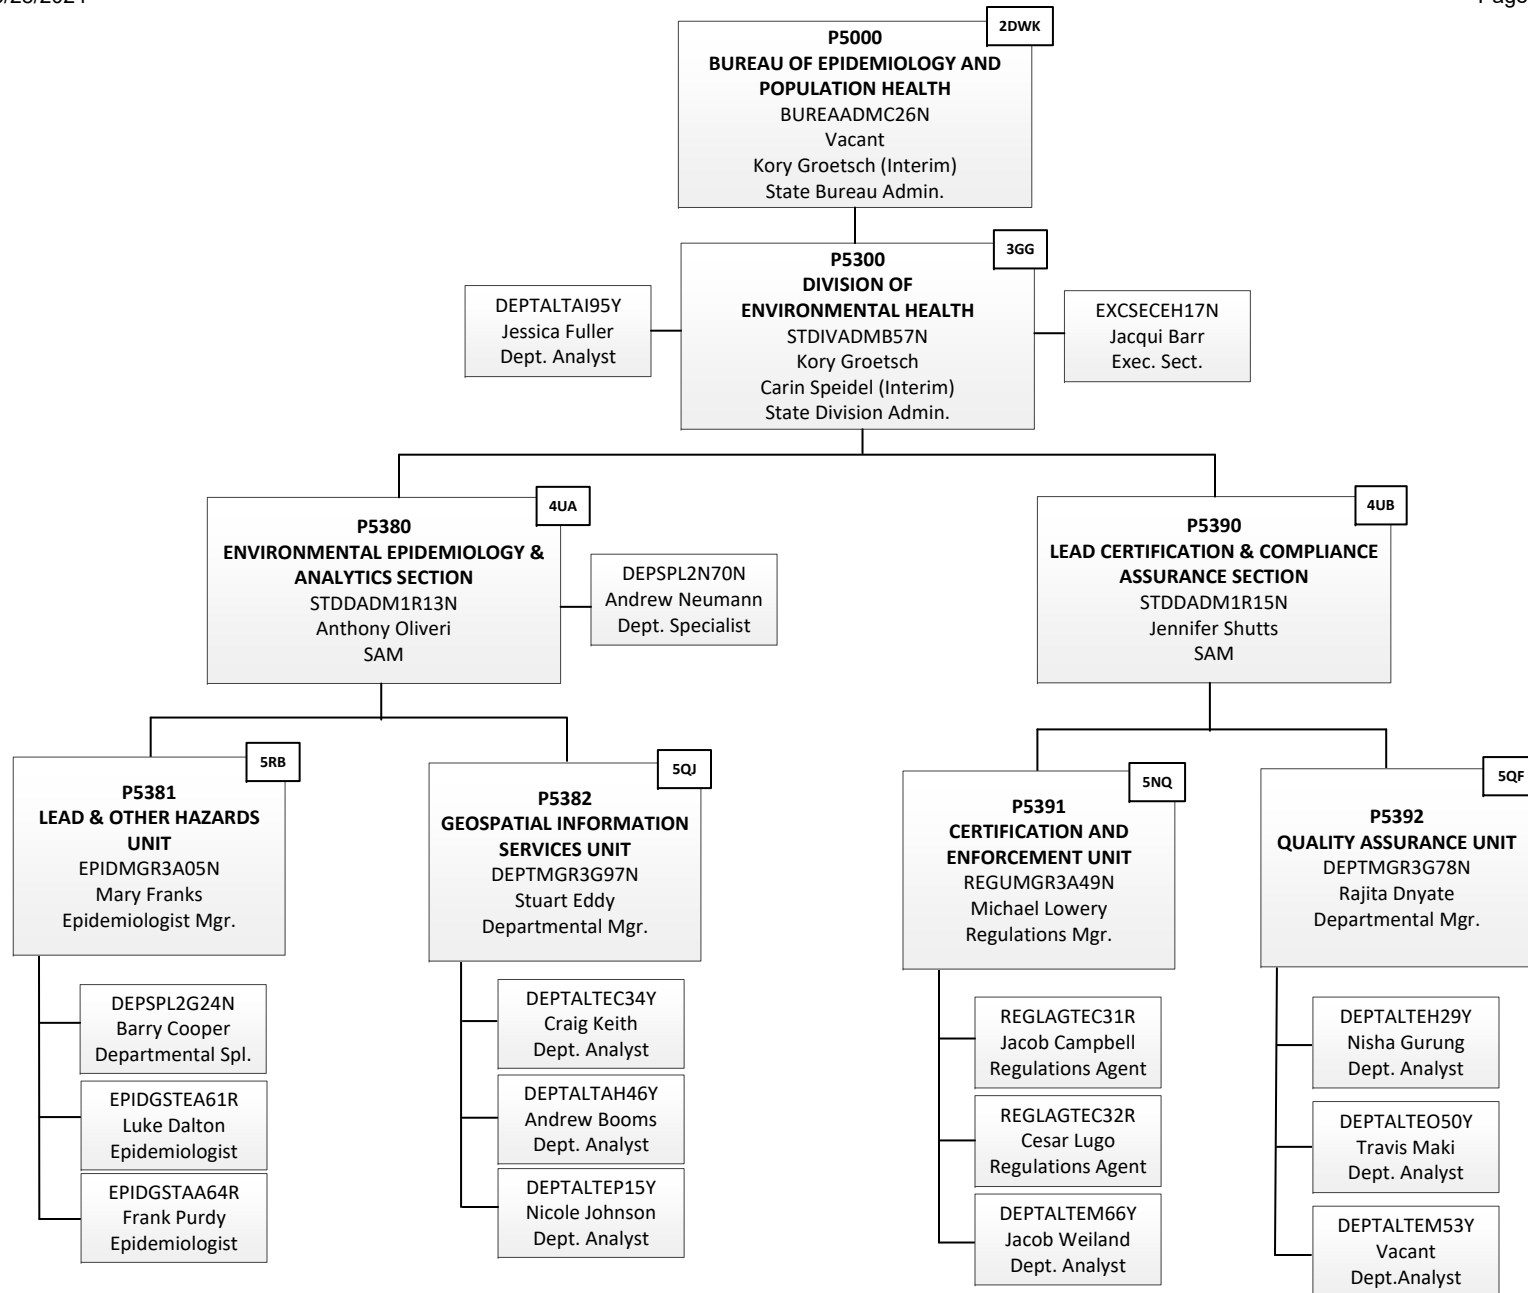 2DWK
P5000
BUREAU OF EPIDEMIOLOGY AND
POPULATION HEALTH
BUREAADMC26N
Vacant
Kory Groetsch (Interim)
State Bureau Admin.
3GG
P5300
DIVISION OF
ENVIRONMENTAL HEALTH
STDIVADMB57N
Kory Groetsch
Carin Speidel (Interim)
State Division Admin.
DEPTALTAI95Y
Jessica Fuller
Dept. Analyst
EXCSECEH17N
Jacqui Barr
Exec. Sect.
4UA
P5380
ENVIRONMENTAL EPIDEMIOLOGY &
ANALYTICS SECTION
STDDADM1R13N
Anthony Oliveri
SAM
DEPSPL2N70N
Andrew Neumann
Dept. Specialist
4UB
P5390
LEAD CERTIFICATION & COMPLIANCE
ASSURANCE SECTION
STDDADM1R15N
Jennifer Shutts
SAM
5RB
P5381
LEAD & OTHER HAZARDS
UNIT
EPIDMGR3A05N
Mary Franks
Epidemiologist Mgr.
DEPSPL2G24N
Barry Cooper
Departmental Spl.
EPIDGSTEA61R
Luke Dalton
Epidemiologist
EPIDGSTAA64R
Frank Purdy
Epidemiologist
5QJ
P5382
GEOSPATIAL INFORMATION
SERVICES UNIT
DEPTMGR3G97N
Stuart Eddy
Departmental Mgr.
DEPTALTEC34Y
Craig Keith
Dept. Analyst
DEPTALTAH46Y
Andrew Booms
Dept. Analyst
DEPTALTEP15Y
Nicole Johnson
Dept. Analyst
5NQ
P5391
CERTIFICATION AND
ENFORCEMENT UNIT
REGUMGR3A49N
Michael Lowery
Regulations Mgr.
REGLAGTEC31R
Jacob Campbell
Regulations Agent
REGLAGTEC32R
Cesar Lugo
Regulations Agent
DEPTALTEM66Y
Jacob Weiland
Dept. Analyst
5QF
P5392
QUALITY ASSURANCE UNIT
DEPTMGR3G78N
Rajita Dnyate
Departmental Mgr.
DEPTALTEH29Y
Nisha Gurung
Dept. Analyst
DEPTALTEO50Y
Travis Maki
Dept. Analyst
DEPTALTEM53Y
Vacant
Dept.Analyst